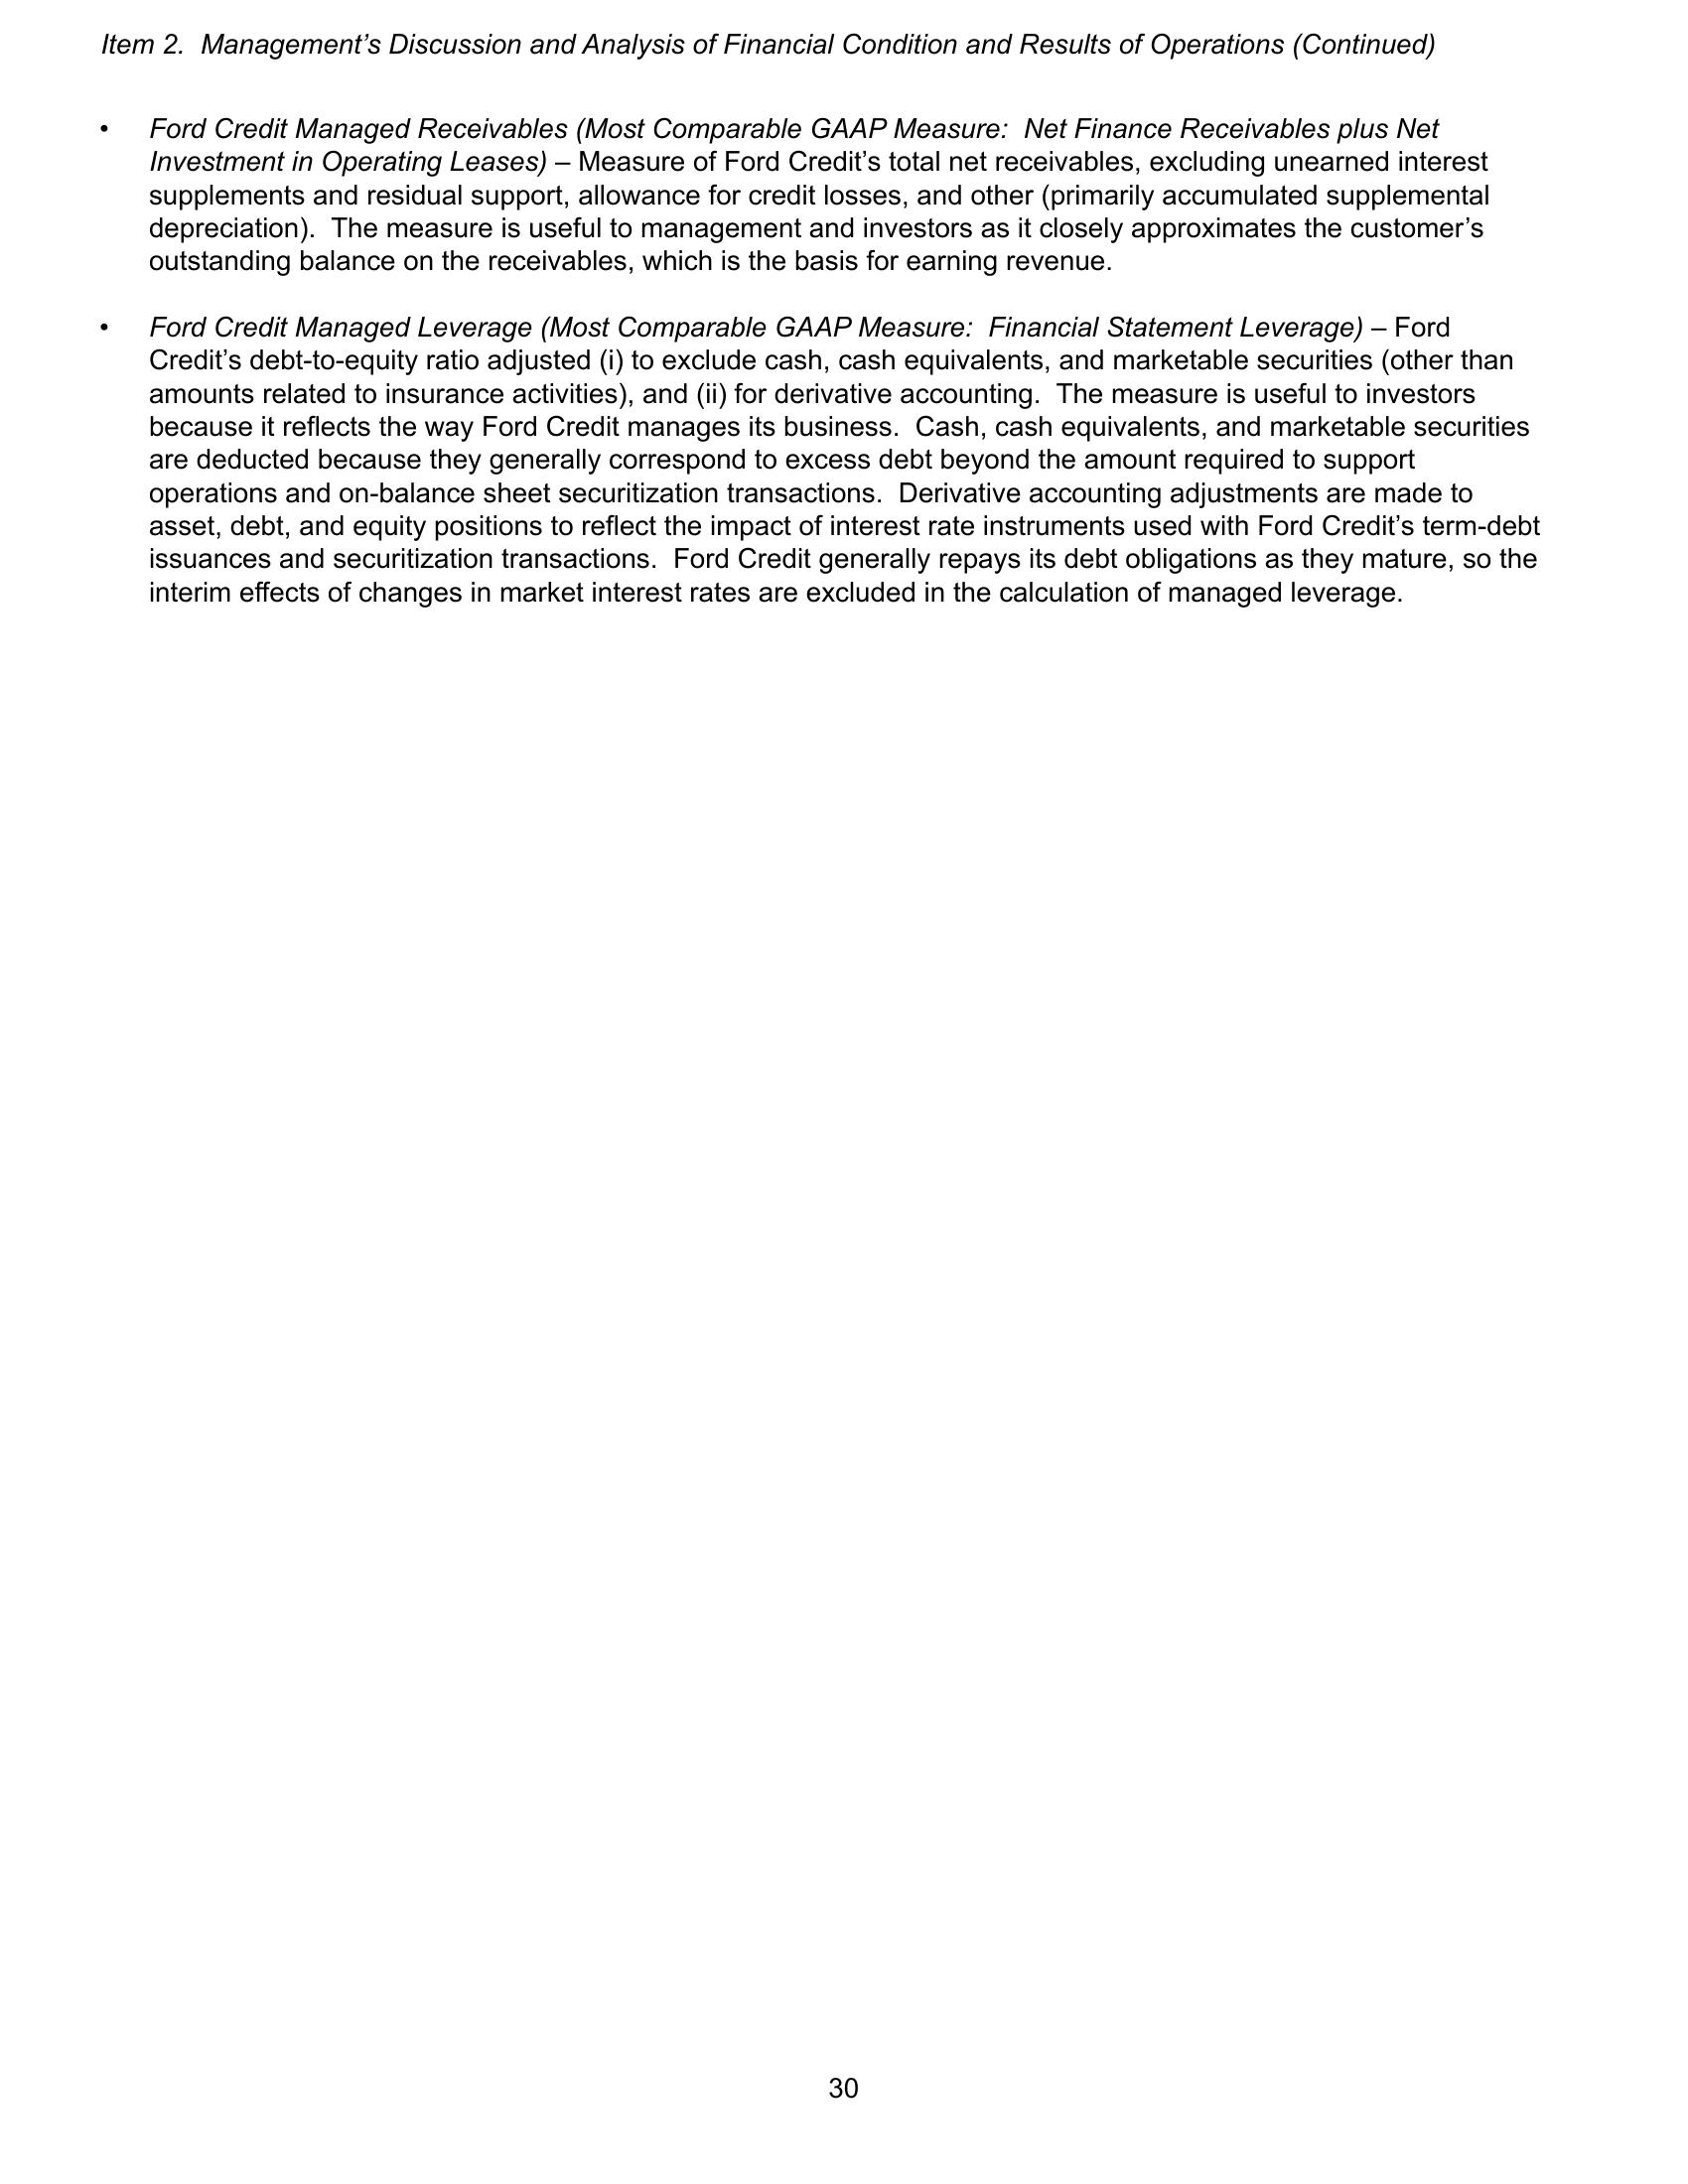 Item 2.  Management’s Discussion and Analysis of Financial Condition and Results of Operations (Continued)
• Ford Credit Managed Receivables (Most Comparable GAAP Measure:  Net Finance Receivables plus Net
Investment in Operating Leases) – Measure of Ford Credit’s total net receivables, excluding unearned interest
supplements and residual support, allowance for credit losses, and other (primarily accumulated supplemental
depreciation).  The measure is useful to management and investors as it closely approximates the customer’s
outstanding balance on the receivables, which is the basis for earning revenue.
• Ford Credit Managed Leverage (Most Comparable GAAP Measure:  Financial Statement Leverage) – Ford
Credit’s debt-to-equity ratio adjusted (i) to exclude cash, cash equivalents, and marketable securities (other than
amounts related to insurance activities), and (ii) for derivative accounting.  The measure is useful to investors
because it reflects the way Ford Credit manages its business.  Cash, cash equivalents, and marketable securities
are deducted because they generally correspond to excess debt beyond the amount required to support
operations and on-balance sheet securitization transactions.  Derivative accounting adjustments are made to
asset, debt, and equity positions to reflect the impact of interest rate instruments used with Ford Credit’s term-debt
issuances and securitization transactions.  Ford Credit generally repays its debt obligations as they mature, so the
interim effects of changes in market interest rates are excluded in the calculation of managed leverage.
30